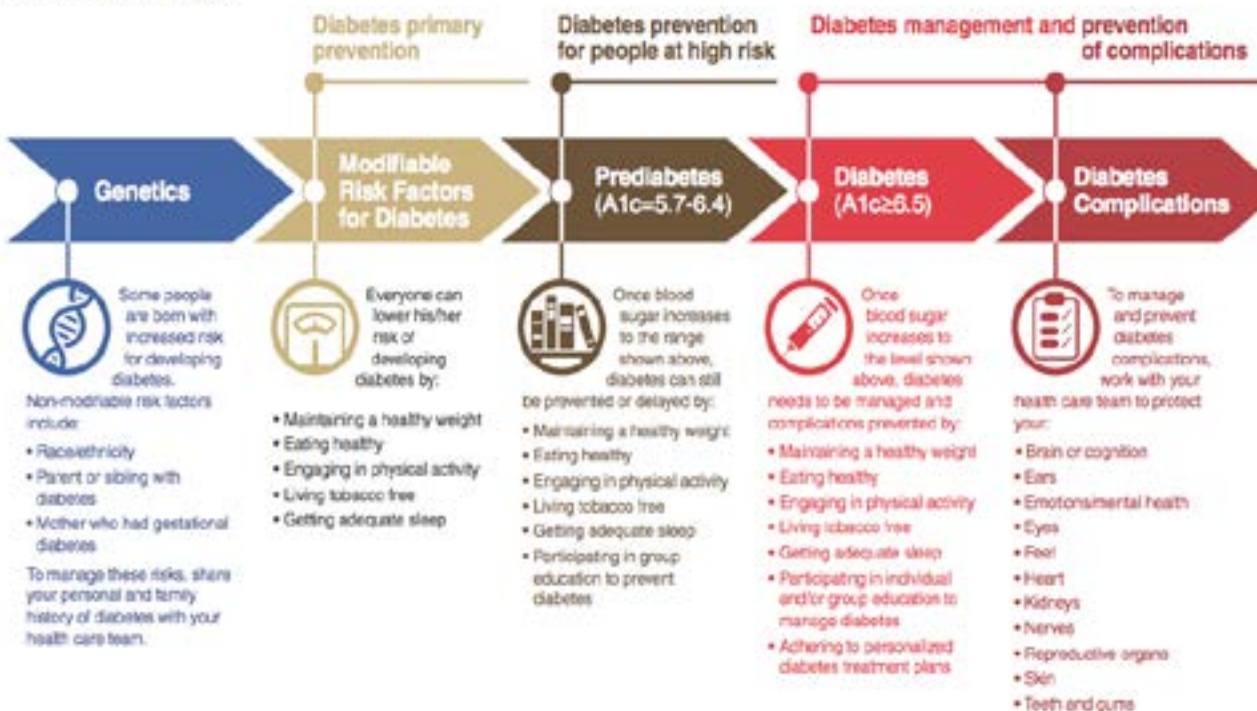 Diabetes primary
prevention
Diabetes prevention
for people at high risk
Diabetes management and prevention
of complications
Genetics
Modifiable
Risk Factors
for Diabetes
Prediabetes
(A1c=5.7-6.4)
Diabetes
(A1c≥6.5)
Diabetes
Complications
Some people
are born with
increased risk
for developing
diabetes.
Non-modifiable risk factors
include:
• Race/ethnicity
• Parent or sibling with
diabetes
• Mother who had gestational
diabetes
To manage these risks, share
your personal and family
history of diabetes with your
health care team.
Everyone can
lower his/her
risk of
developing
diabetes by:
• Maintaining a healthy weight
• Eating healthy
• Engaging in physical activity
• Living tobacco free
• Getting adequate sleep
Once blood
sugar increases
to the range
shown above,
diabetes can still
be prevented or delayed by:
• Maintaining a healthy weight
• Eating healthy
• Engaging in physical activity
• Living tobacco free
• Getting adequate sleep
• Participating in group
education to prevent
diabetes
Once
blood sugar
increases to
the level shown
above, diabetes
needs to be managed and
complications prevented by:
• Maintaining a healthy weight
• Eating healthy
• Engaging in physical activity
• Living tobacco free
• Getting adequate sleep
• Participating in individual
and/or group education to
manage diabetes
• Adhering to personalized
diabetes treatment plans
To manage
and prevent
diabetes
complications,
work with your
health care team to protect
your:
• Brain or cognition
• Ears
• Emotonsmental health
• Eyes
• Feel
• Heart
• Kidneys
• Nerves
• Reproductive organs
• Skin
• Teeth and gums